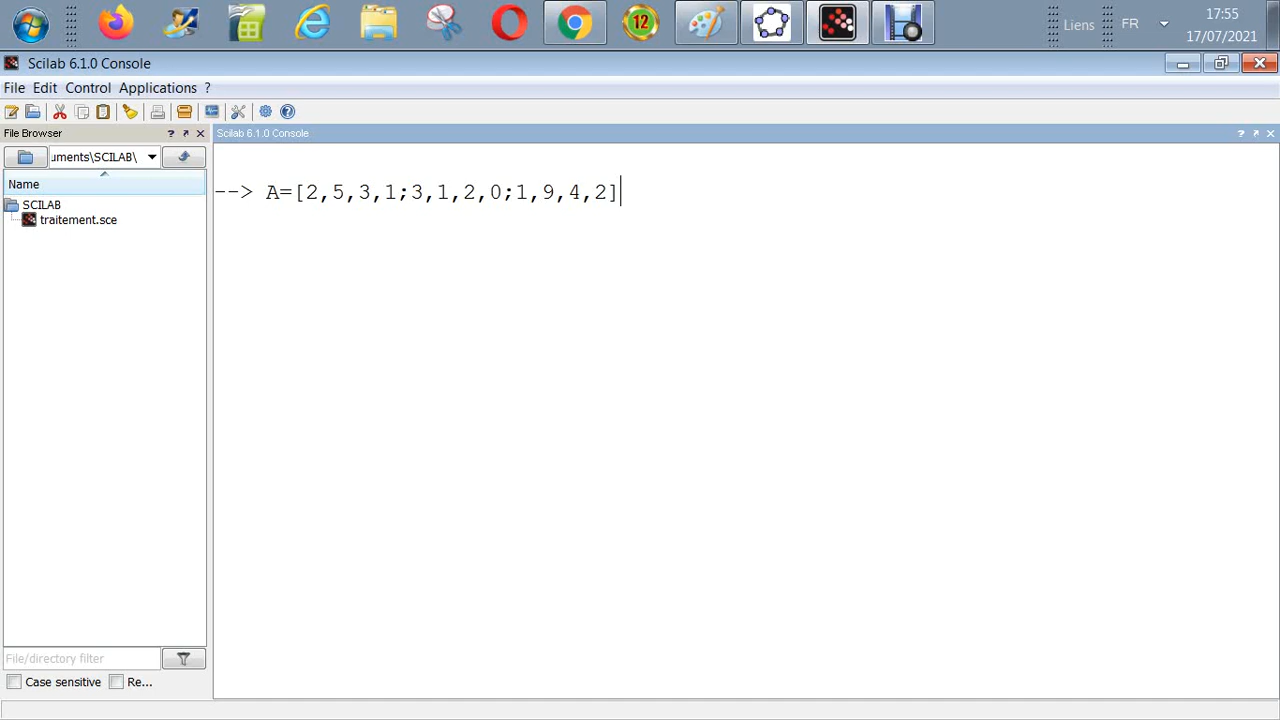 17:55
Liens
FR
17/07/2021
12
Scilab 6.1.0 Console
File Edit Control Applications ?
File Browser ? Scilab 6.1.0 Console ?
uments\SCILAB\
Name
SCILAB
traitement.sce
--> A=[2,5,3,1;3,1,2,0;1,9,4,2]
File/directory filter
Case sensitive Re...